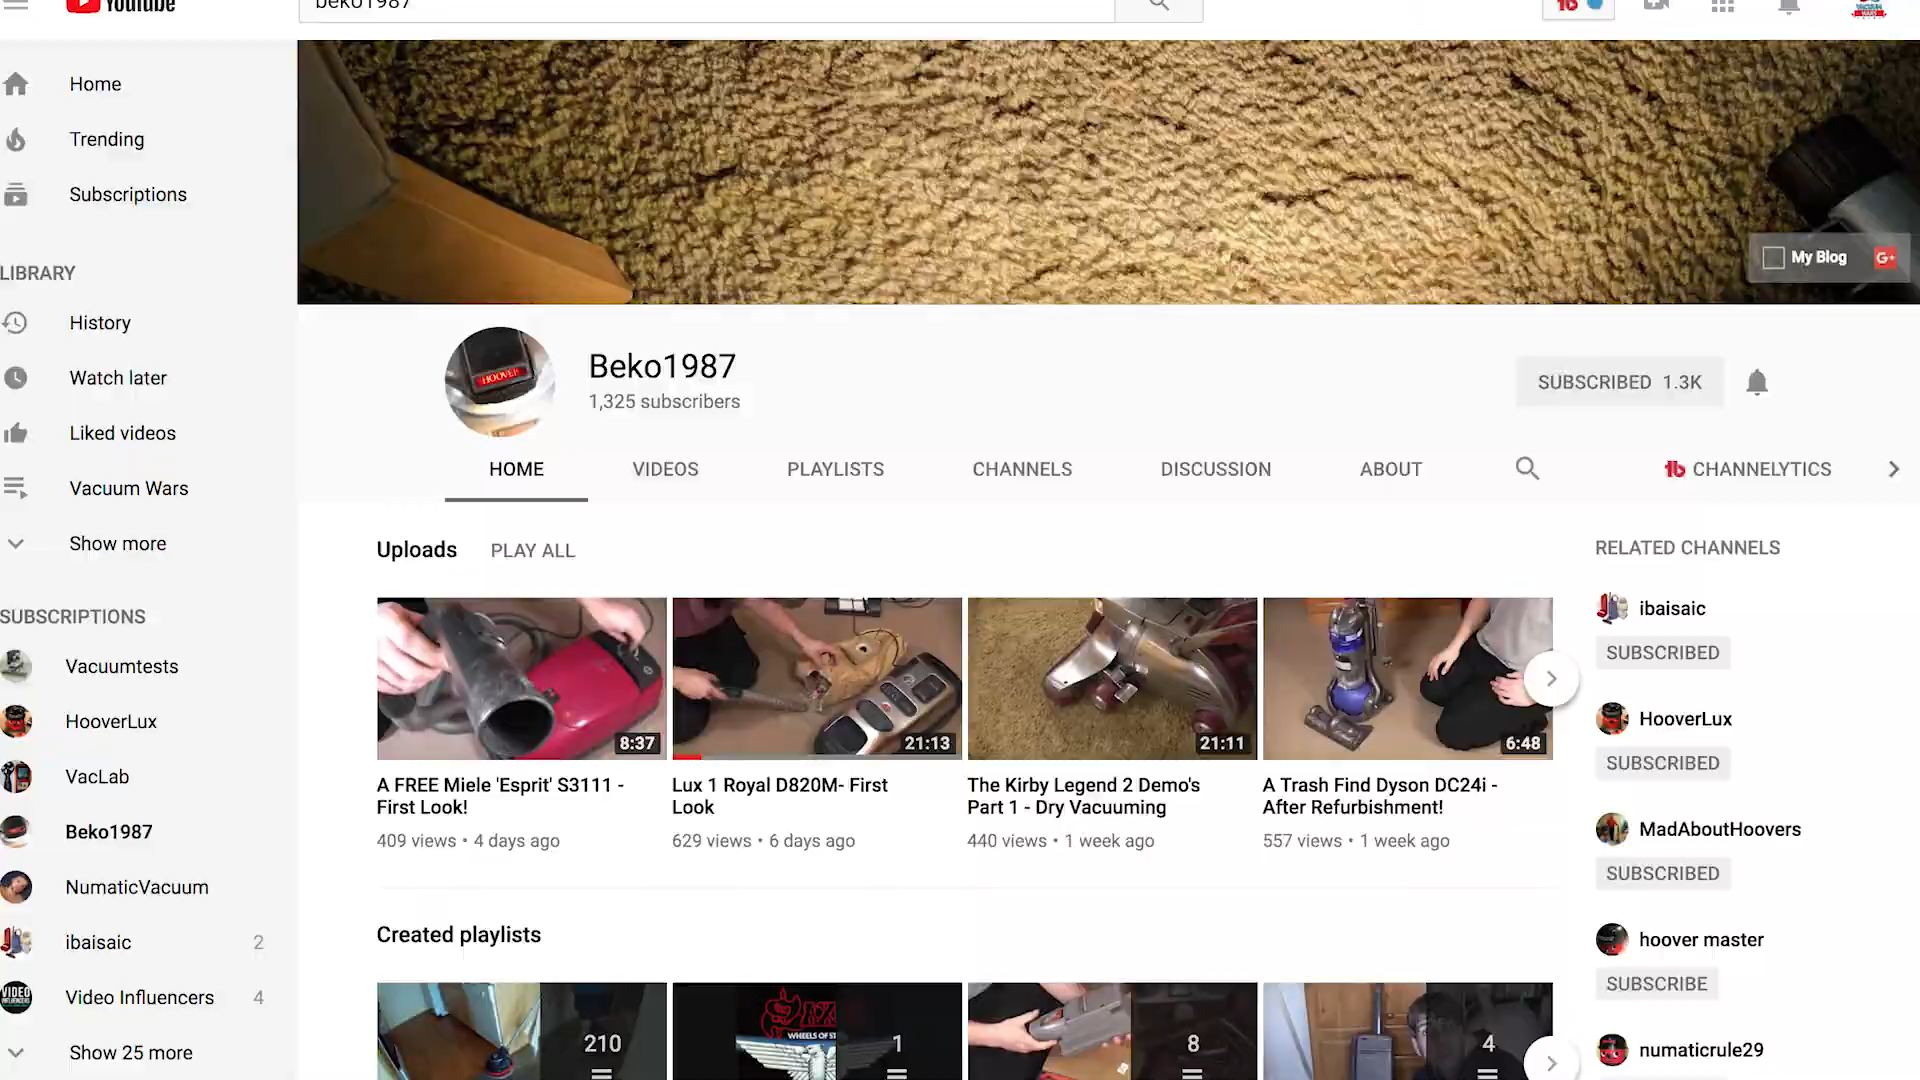 YouTube
beko1987
Home
Trending
Subscriptions
LIBRARY
History
Watch later
Liked videos
Vacuum Wars
Show more
SUBSCRIPTIONS
Vacuumtests
HooverLux
VacLab
Beko1987
NumaticVacuum
ibaisaic 2
Video Influencers 4
Show 25 more
My Blog G+
HOOVER
Beko1987
1,325 subscribers
SUBSCRIBED 1.3K
HOME VIDEOS PLAYLISTS CHANNELS DISCUSSION ABOUT CHANNELYTICS
Uploads PLAY ALL
8:37
A FREE Miele 'Esprit' S3111 -
First Look!
409 views • 4 days ago
21:13
Lux 1 Royal D820M- First
Look
629 views • 6 days ago
21:11
The Kirby Legend 2 Demo's
Part 1 - Dry Vacuuming
440 views • 1 week ago
6:48
A Trash Find Dyson DC24i -
After Refurbishment!
557 views • 1 week ago
Created playlists
210
WHEELS OF
1
8
4
RELATED CHANNELS
ibaisaic
SUBSCRIBED
HooverLux
SUBSCRIBED
MadAboutHoovers
SUBSCRIBED
hoover master
SUBSCRIBE
numaticrule29